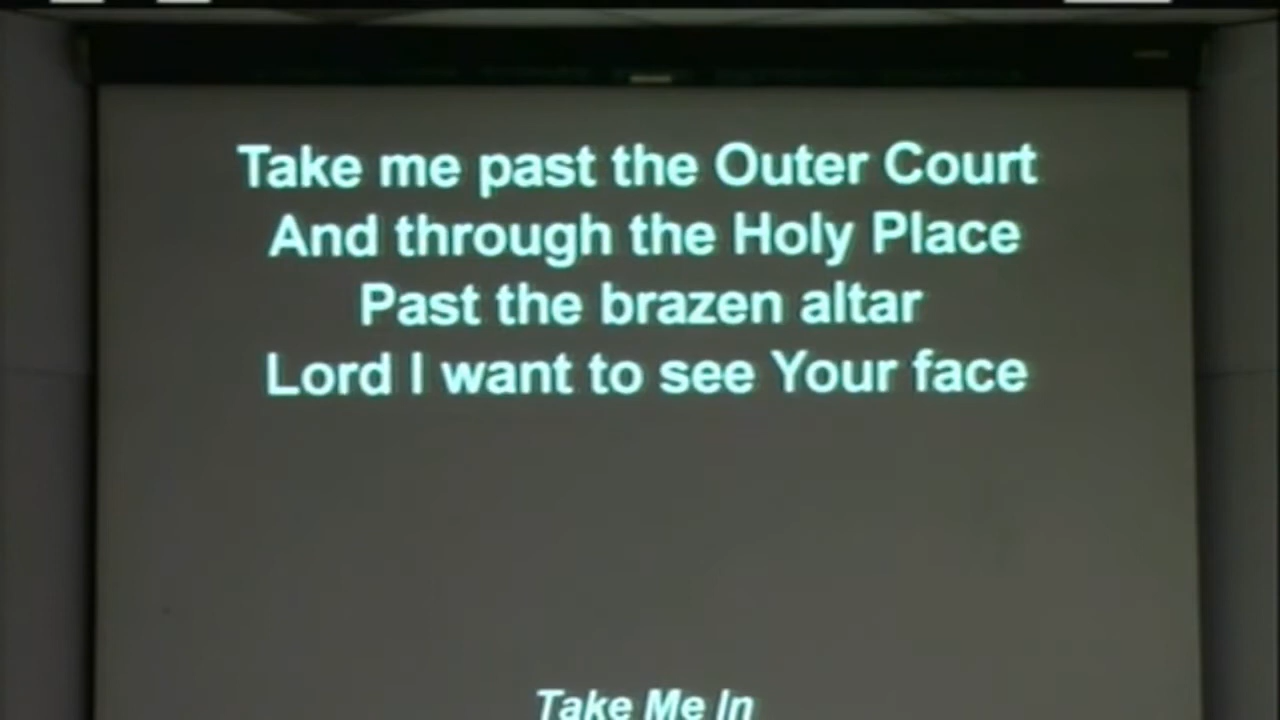 Take me past the Outer Court
And through the Holy Place
Past the brazen altar
Lord I want to see Your face
Take Me In